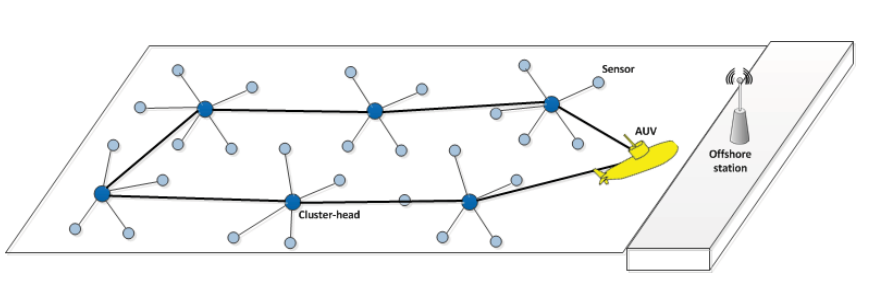 Sensor
AUV
Offshore
station
Cluster-head